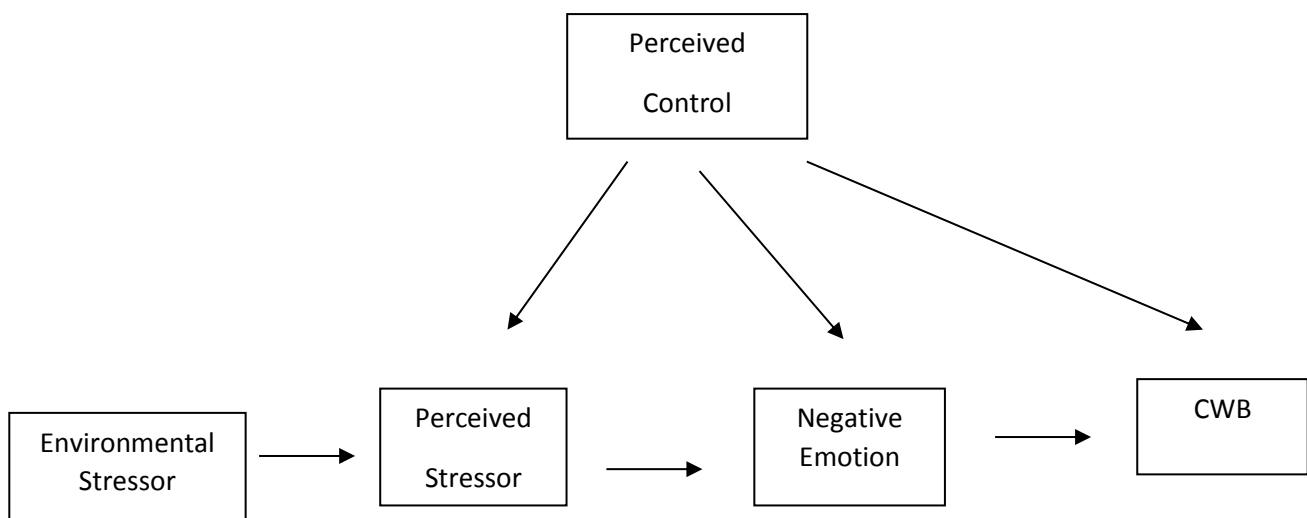 Perceived
Control
Environmental
Stressor
Perceived
Stressor
Negative
Emotion
CWB